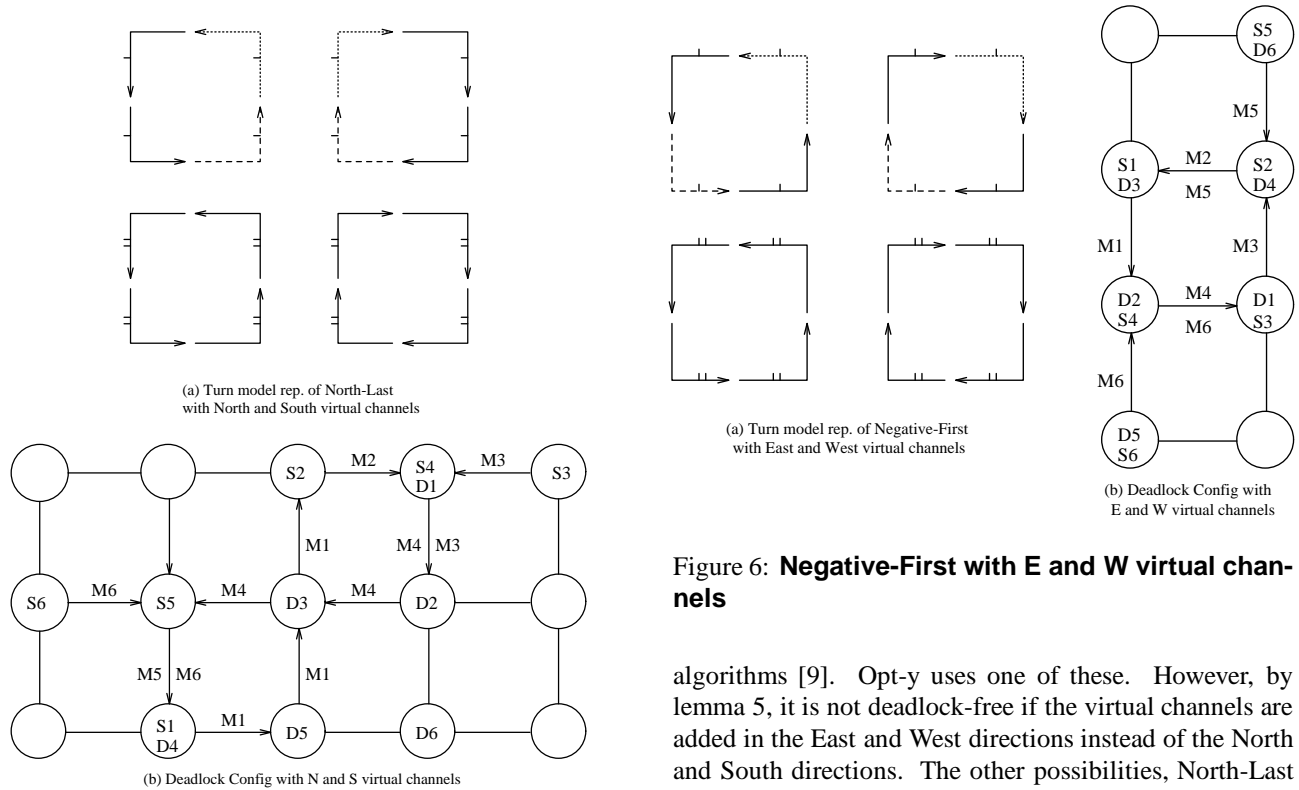 (a) Turn model rep. of North-Last
with North and South virtual channels
S2
M2
S4
D1
M3
S3
M1
M4
M3
S6
M6
S5
M4
D3
M4
D2
M5
M6
M1
S1
D4
M1
D5
D6
(b) Deadlock Config with N and S virtual channels
(a) Turn model rep. of Negative-First
with East and West virtual channels
S5
D6
M5
S1
D3
M2
M5
S2
D4
M1
M3
D2
S4
M4
M6
D1
S3
M6
D5
S6
(b) Deadlock Config with
E and W virtual channels
Figure 6: Negative-First with E and W virtual chan-
nels
algorithms [9]. Opt-y uses one of these. However, by
lemma 5, it is not deadlock-free if the virtual channels are
added in the East and West directions instead of the North
and South directions. The other possibilities, North-Last